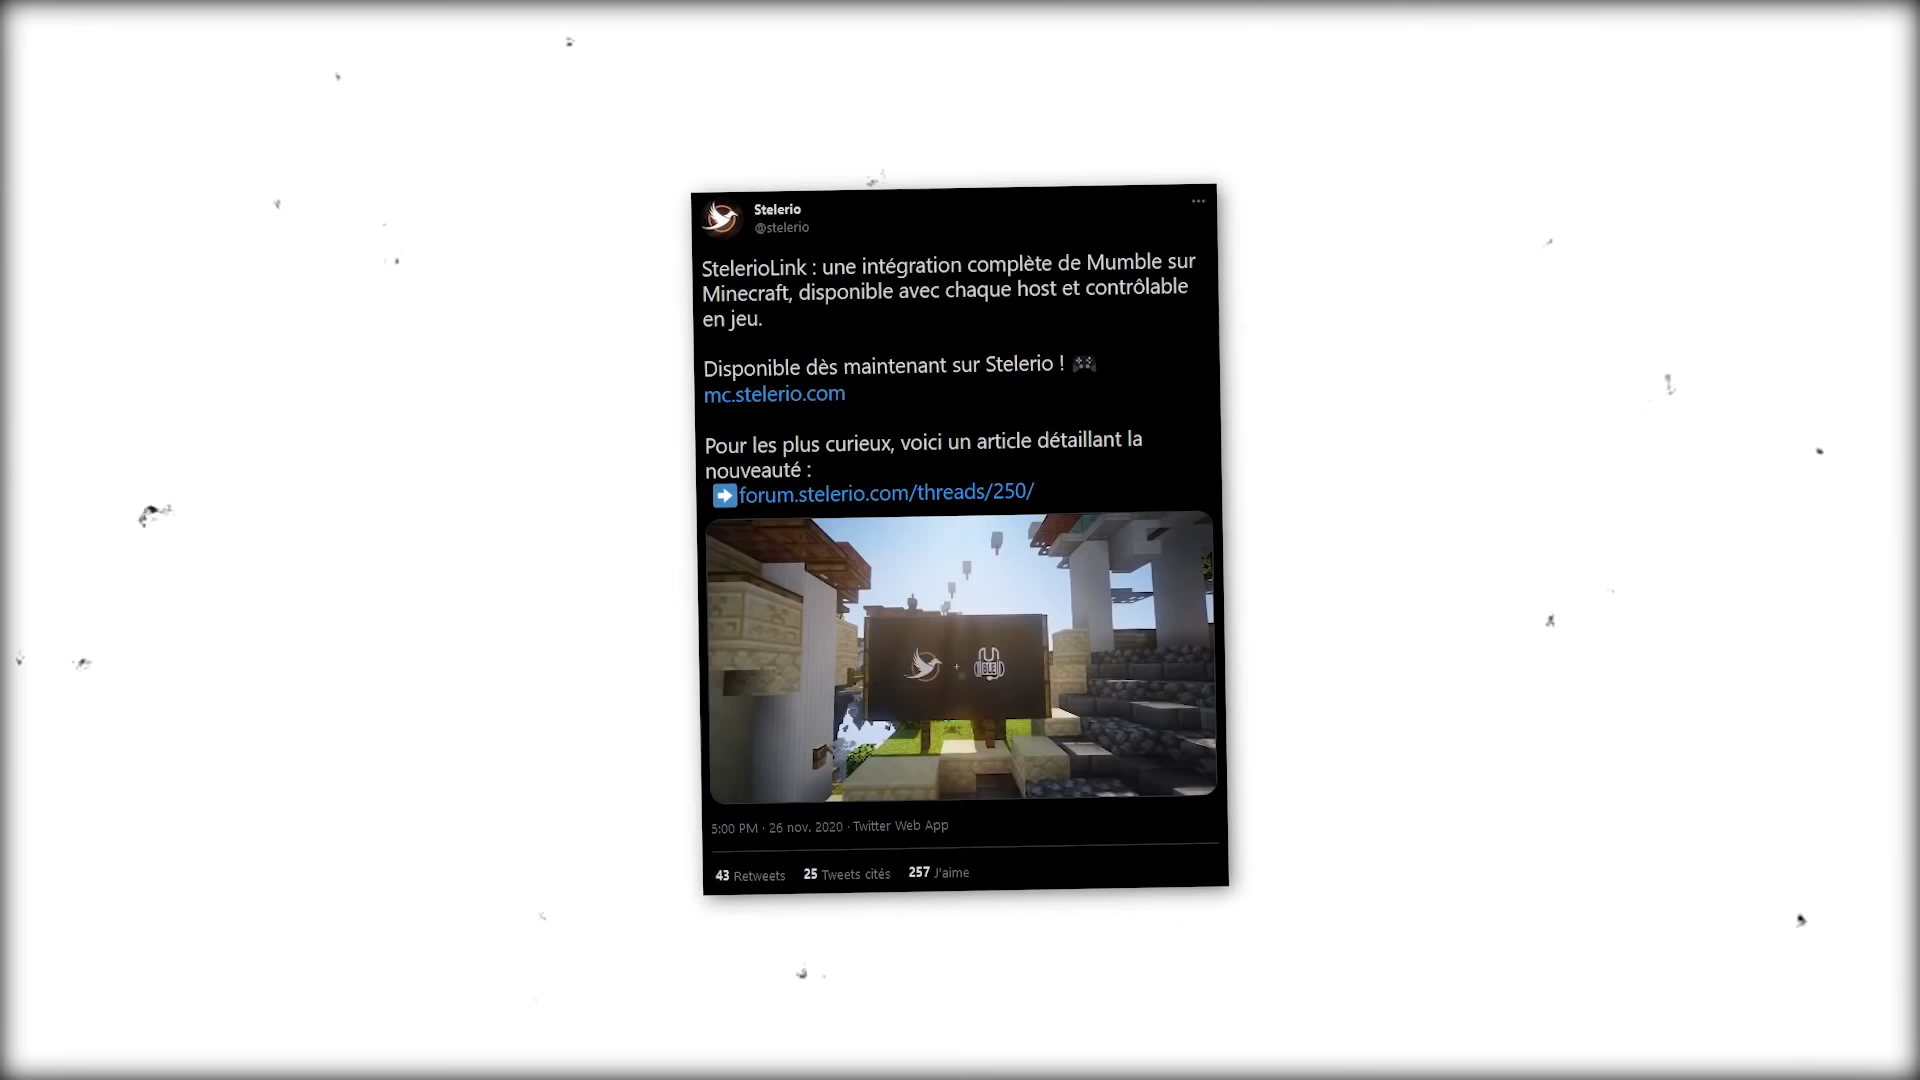 Stelerio
@stelerio
StelerioLink : une intégration complète de Mumble sur
Minecraft, disponible avec chaque host et contrôlable
en jeu.
Disponible dès maintenant sur Stelerio ! 🎮
mc.stelerio.com
Pour les plus curieux, voici un article détaillant la
nouveauté :
➡️forum.stelerio.com/threads/250/
+
BLE
5:00 PM · 26 nov. 2020 · Twitter Web App
43 Retweets 25 Tweets cités 257 J'aime